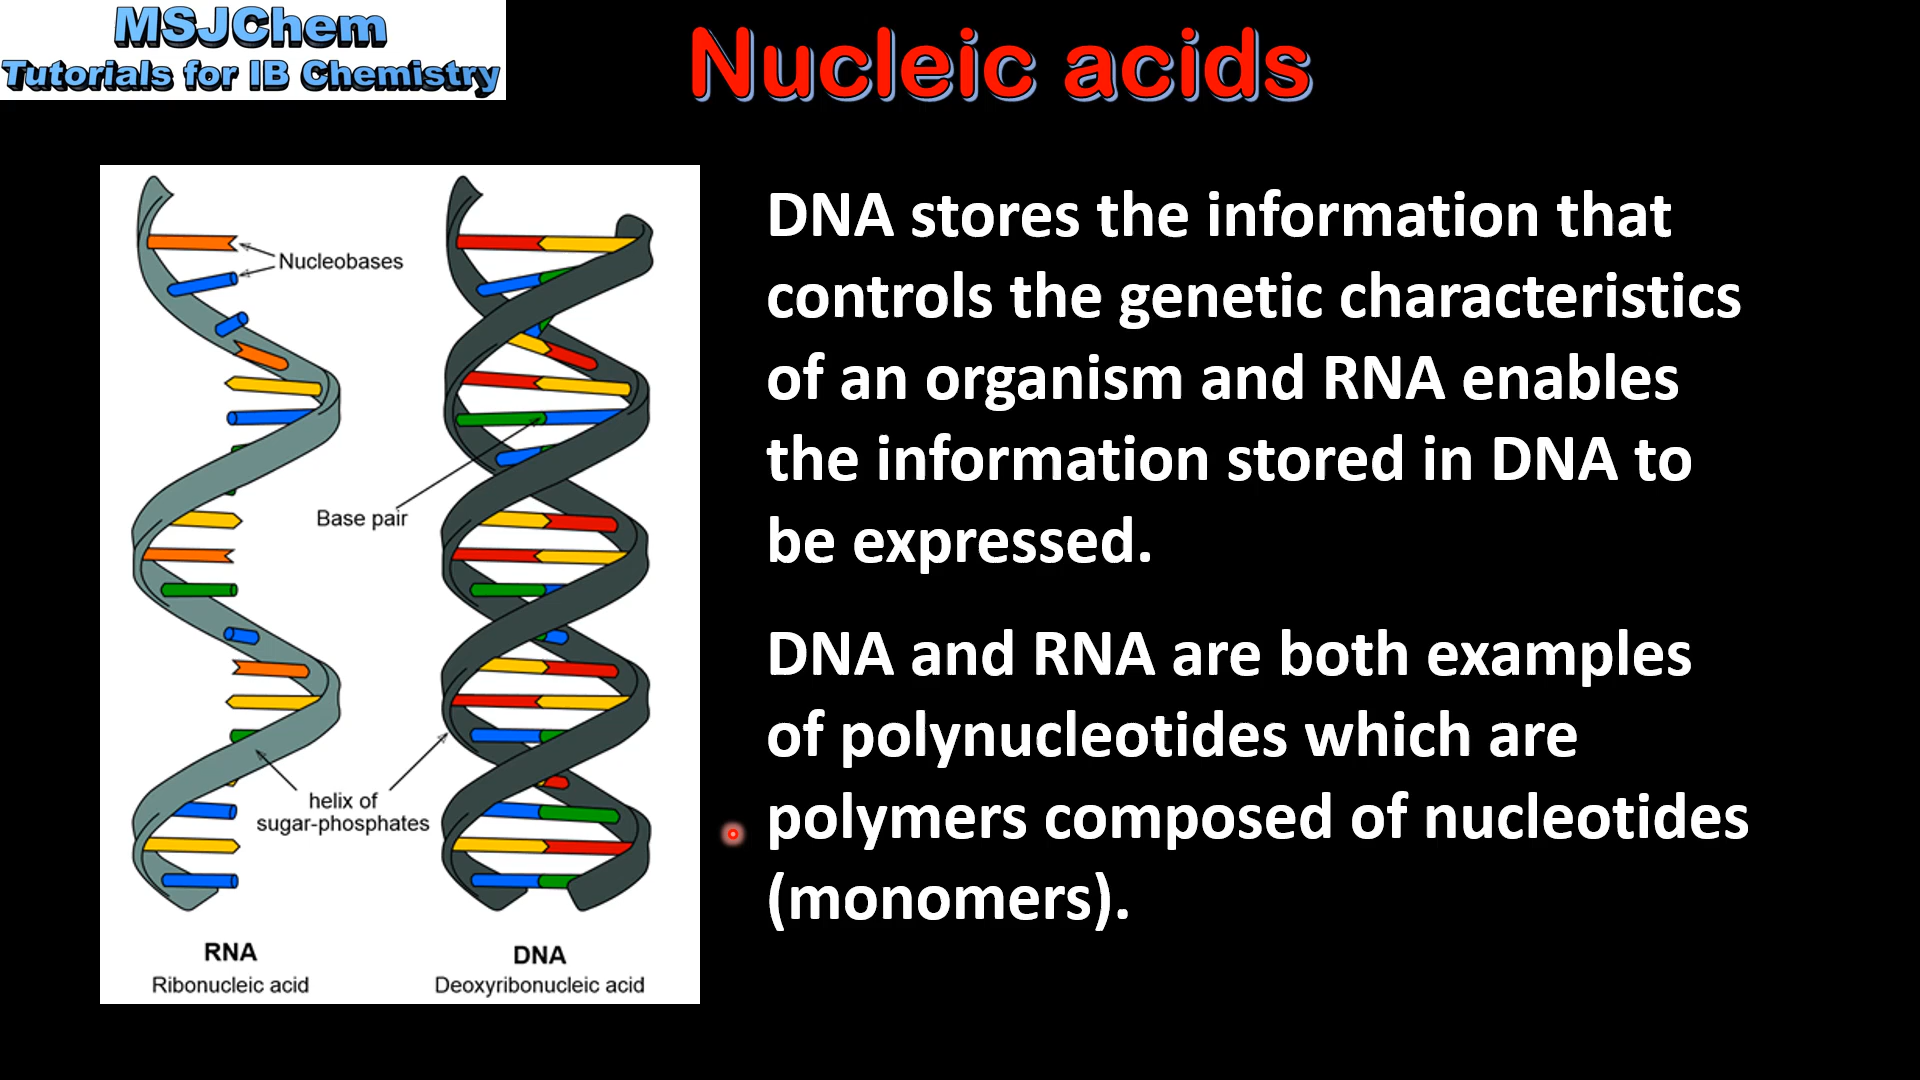 MSJChem
Tutorials for IB Chemistry
Nucleic acids
Nucleobases
Base pair
helix of
sugar-phosphates
RNA
Ribonucleic acid
DNA
Deoxyribonucleic acid
DNA stores the information that
controls the genetic characteristics
of an organism and RNA enables
the information stored in DNA to
be expressed.
DNA and RNA are both examples
of polynucleotides which are
polymers composed of nucleotides
(monomers).